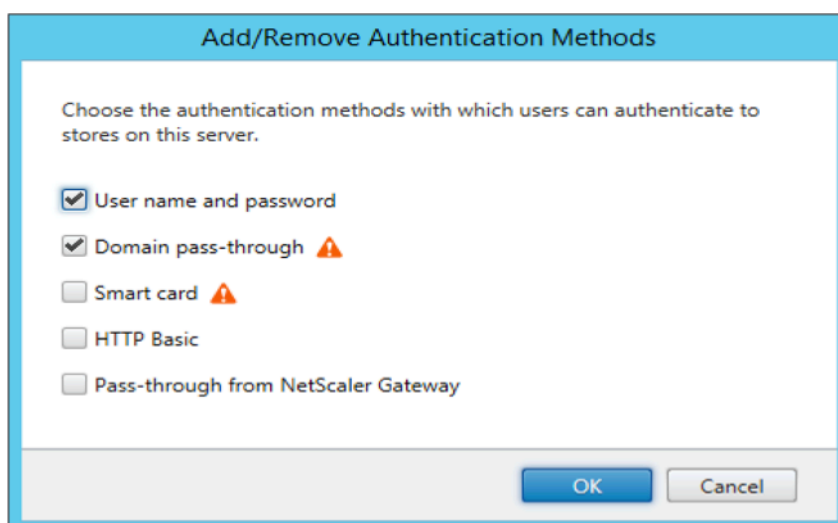 Add/Remove Authentication Methods
Choose the authentication methods with which users can authenticate to
stores on this server.
User name and password
Domain pass-through
Smart card
HTTP Basic
Pass-through from NetScaler Gateway
OK
Cancel